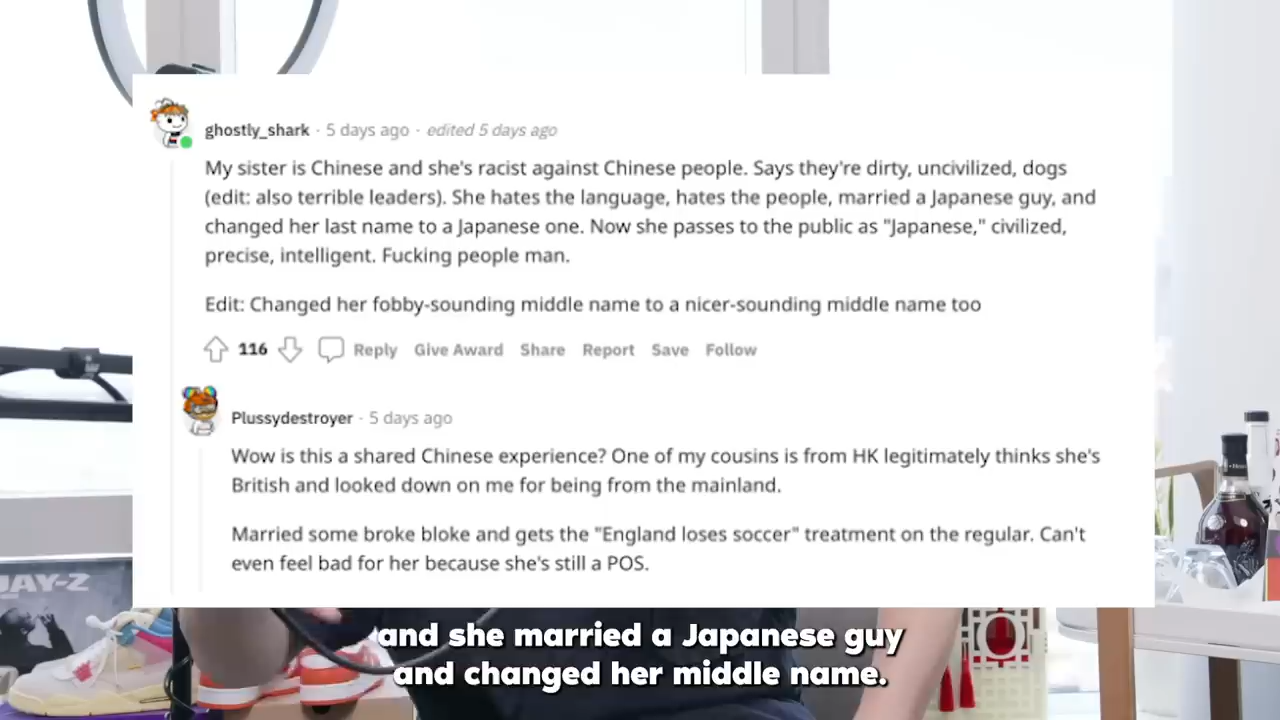 ghostly_shark · 5 days ago · edited 5 days ago
My sister is Chinese and she's racist against Chinese people. Says they're dirty, uncivilized, dogs
(edit: also terrible leaders). She hates the language, hates the people, married a Japanese guy, and
changed her last name to a Japanese one. Now she passes to the public as "Japanese," civilized,
precise, intelligent. Fucking people man.
Edit: Changed her fobby-sounding middle name to a nicer-sounding middle name too
116 Reply Give Award Share Report Save Follow
Plussydestroyer · 5 days ago
Wow is this a shared Chinese experience? One of my cousins is from HK legitimately thinks she's
British and looked down on me for being from the mainland.
Married some broke bloke and gets the "England loses soccer" treatment on the regular. Can't
even feel bad for her because she's still a POS.
JAY-Z
and she married a Japanese guy
and changed her middle name.